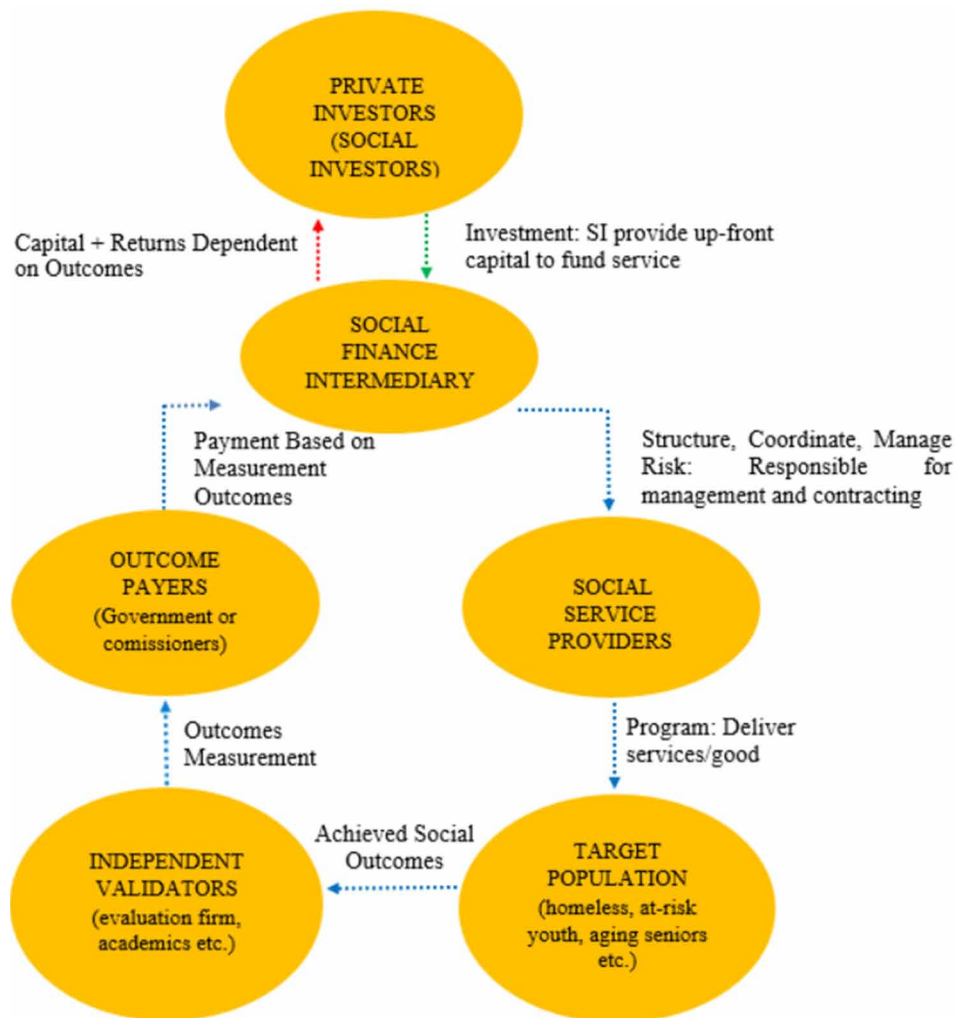 PRIVATE
INVESTORS
(SOCIAL
INVESTORS)
Capital + Returns Dependent
on Outcomes
Investment: SI provide up-front
capital to fund service
SOCIAL
FINANCE
INTERMEDIARY
Payment Based on
Measurement
Outcomes
Structure, Coordinate, Manage
Risk: Responsible for
management and contracting
OUTCOME
PAYERS
(Government or
comissioners)
SOCIAL
SERVICE
PROVIDERS
Outcomes
Measurement
Program: Deliver
services/good
Achieved Social
Outcomes
INDEPENDENT
VALIDATORS
(evaluation firm,
academics etc.)
TARGET
POPULATION
(homeless, at-risk
youth, aging seniors
etc.)